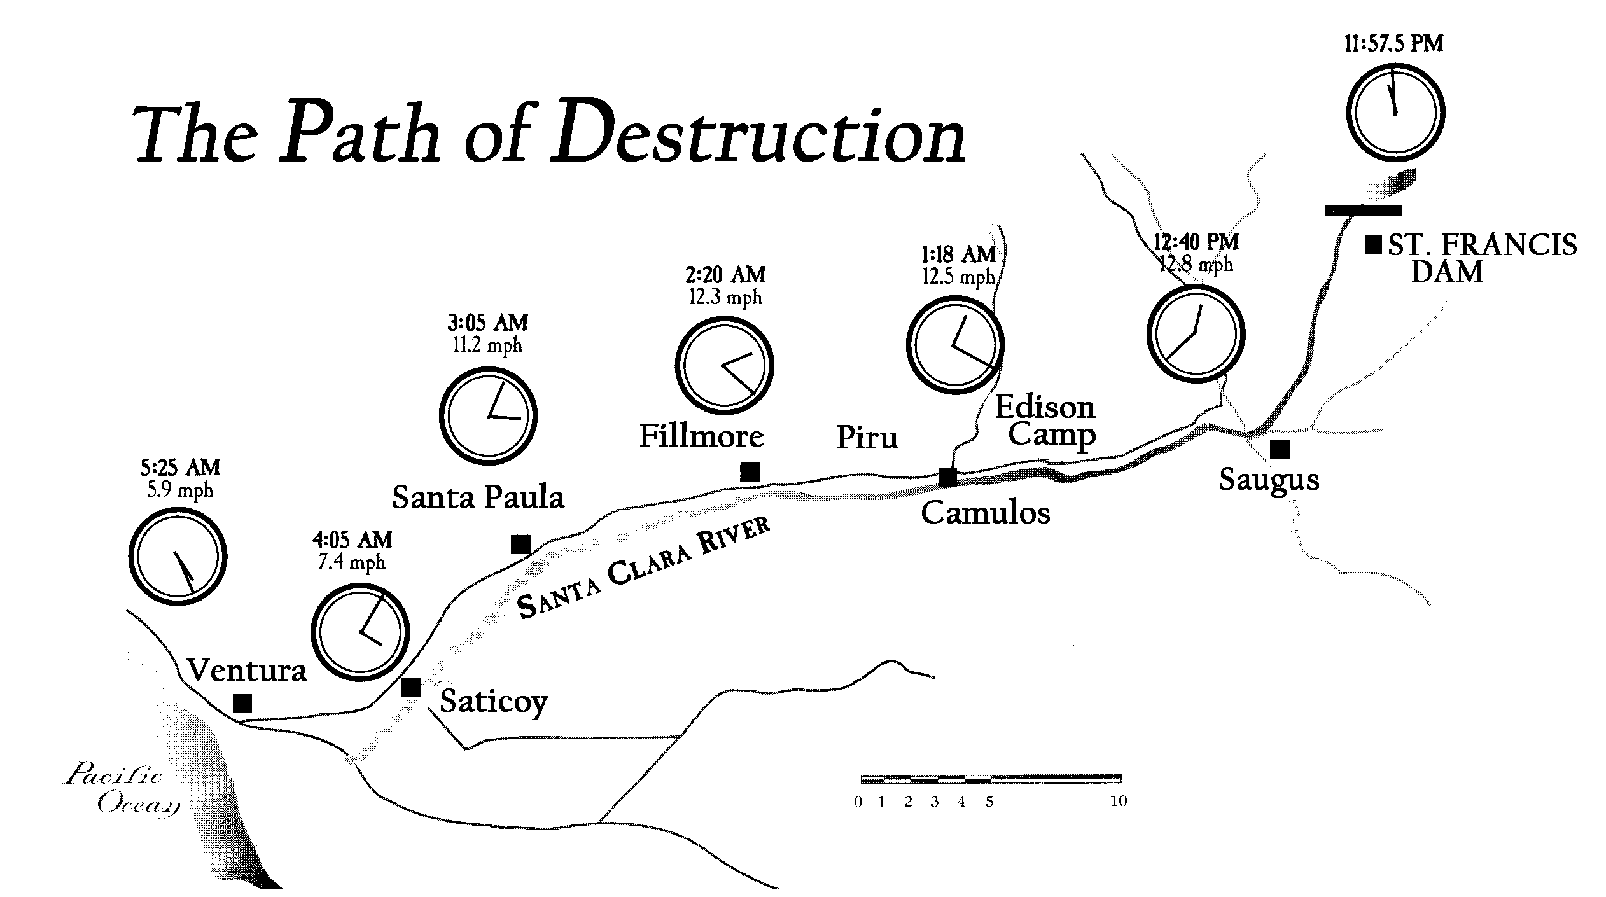 11:57.5 PM
The Path of Destruction
ST. FRANCIS
DAM
12:40 PM
12.8 mph
1:18 AM
12.5 mph
2:20 AM
12.3 mph
3:05 AM
11.2 mph
Edison
Camp
Fillmore
Piru
5:25 AM
5.9 mph
Saugus
Santa Paula
Camulos
4:05 AM
7.4 mph
SANTA CLARA RIVER
Ventura
Saticoy
Pacific
Ocean
0 1 2 3 4 5 10